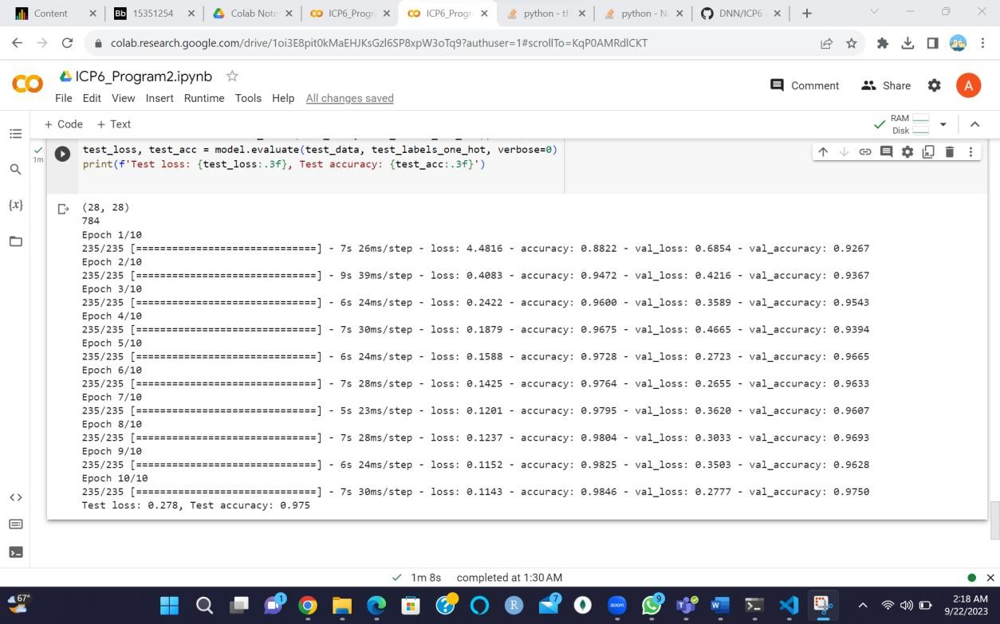 Content
15351254
Colab Note
ICP6_Progra
ICP6_Progr
python - tf.
python - N
DNN/ICP6
colab.research.google.com/drive/1oi3E8pit0kMaEHJKsGzl6SP8xpW3oTq9?authuser=1#scrollTo=KqP0AMRdlCKT
ICP6_Program2.ipynb
Comment
Share
A
File Edit View Insert Runtime Tools Help All changes saved
+ Code + Text
RAM
Disk
1m
test_loss, test_acc = model.evaluate(test_data, test_labels_one_hot, verbose=0)
print(f'Test loss: {test_loss:.3f}, Test accuracy: {test_acc:.3f}')
(28, 28)
784
Epoch 1/10
235/235 [==============================] - 7s 26ms/step - loss: 4.4816 - accuracy: 0.8822 - val_loss: 0.6854 - val_accuracy: 0.9267
Epoch 2/10
235/235 [==============================] - 9s 39ms/step - loss: 0.4083 - accuracy: 0.9472 - val_loss: 0.4216 - val_accuracy: 0.9367
Epoch 3/10
235/235 [==============================] - 6s 24ms/step - loss: 0.2422 - accuracy: 0.9600 - val_loss: 0.3589 - val_accuracy: 0.9543
Epoch 4/10
235/235 [==============================] - 7s 30ms/step - loss: 0.1879 - accuracy: 0.9675 - val_loss: 0.4665 - val_accuracy: 0.9394
Epoch 5/10
235/235 [==============================] - 6s 24ms/step - loss: 0.1588 - accuracy: 0.9728 - val_loss: 0.2723 - val_accuracy: 0.9665
Epoch 6/10
235/235 [==============================] - 7s 28ms/step - loss: 0.1425 - accuracy: 0.9764 - val_loss: 0.2655 - val_accuracy: 0.9633
Epoch 7/10
235/235 [==============================] - 5s 23ms/step - loss: 0.1201 - accuracy: 0.9795 - val_loss: 0.3620 - val_accuracy: 0.9607
Epoch 8/10
235/235 [==============================] - 7s 28ms/step - loss: 0.1237 - accuracy: 0.9804 - val_loss: 0.3033 - val_accuracy: 0.9693
Epoch 9/10
235/235 [==============================] - 6s 24ms/step - loss: 0.1152 - accuracy: 0.9825 - val_loss: 0.3503 - val_accuracy: 0.9628
Epoch 10/10
235/235 [==============================] - 7s 30ms/step - loss: 0.1143 - accuracy: 0.9846 - val_loss: 0.2777 - val_accuracy: 0.9750
Test loss: 0.278, Test accuracy: 0.975
1m 8s completed at 1:30 AM
67°
2:18 AM
9/22/2023